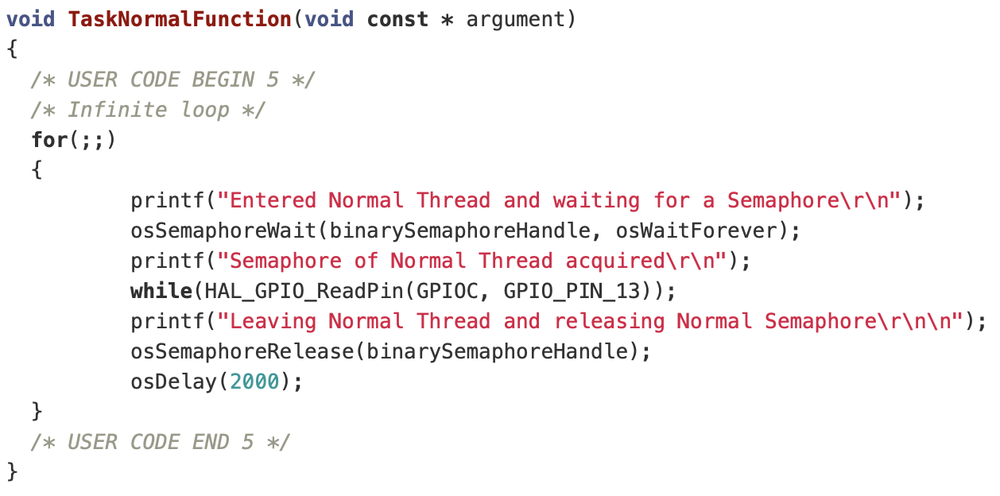 void TaskNormalFunction(void const * argument)
{
  /* USER CODE BEGIN 5 */
  /* Infinite loop */
  for(;;)
  {
          printf("Entered Normal Thread and waiting for a Semaphore\r\n");
          osSemaphoreWait(binarySemaphoreHandle, osWaitForever);
          printf("Semaphore of Normal Thread acquired\r\n");
          while(HAL_GPIO_ReadPin(GPIOC, GPIO_PIN_13));
          printf("Leaving Normal Thread and releasing Normal Semaphore\r\n\n");
          osSemaphoreRelease(binarySemaphoreHandle);
          osDelay(2000);
  }
  /* USER CODE END 5 */
}